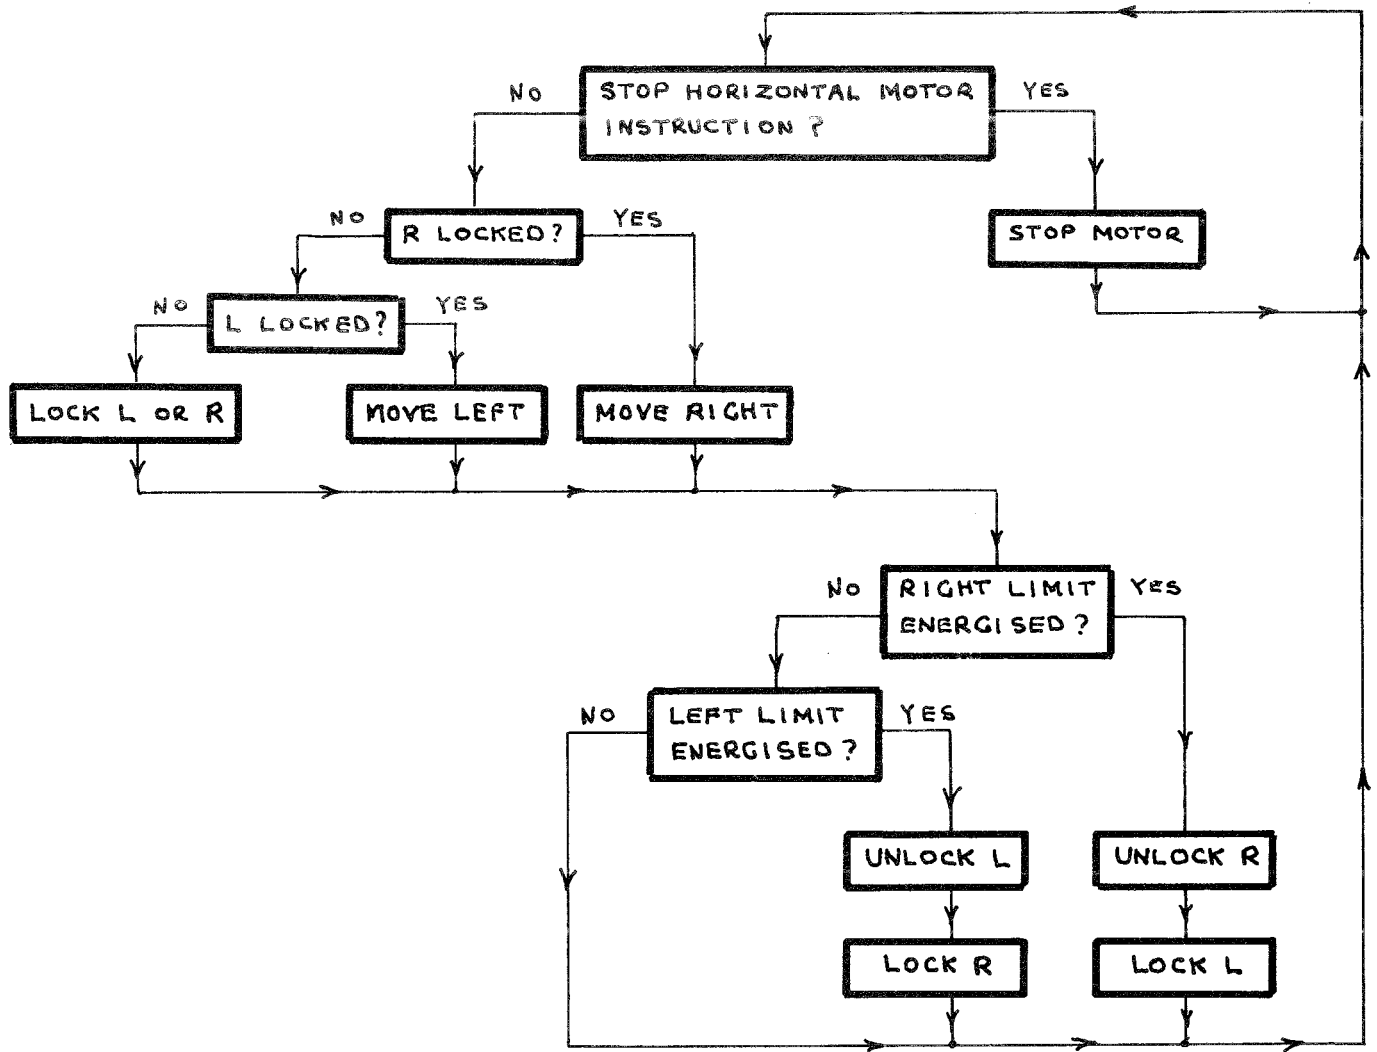 STOP HORIZONTAL MOTOR
INSTRUCTION?
NO
YES
R LOCKED?
NO
YES
STOP MOTOR
L LOCKED?
NO
YES
LOCK L OR R
MOVE LEFT
MOVE RIGHT
RIGHT LIMIT
ENERGISED?
NO
YES
LEFT LIMIT
ENERGISED?
NO
YES
UNLOCK L
UNLOCK R
LOCK R
LOCK L